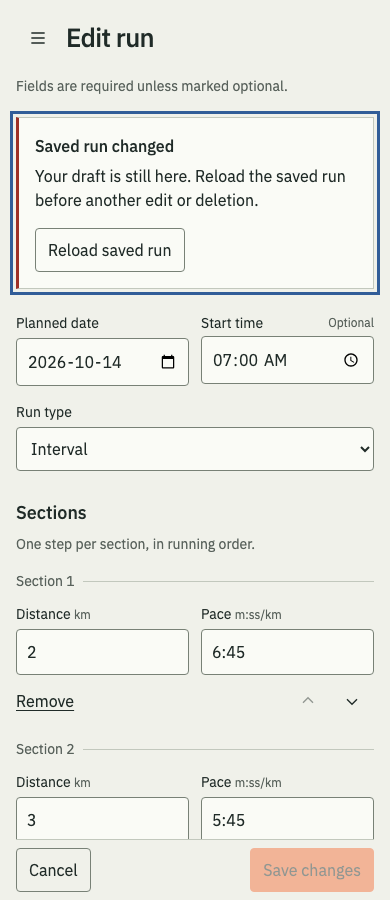 Edit run
Fields are required unless marked optional.
Saved run changed
Your draft is still here. Reload the saved run
before another edit or deletion.
Reload saved run
Planned date
Start time Optional
2026-10-14
07:00 AM
Run type
Interval
Sections
One step per section, in running order.
Section 1
Distance km
Pace m:ss/km
2
6:45
Remove
Section 2
Distance km
Pace m:ss/km
3
5:45
Cancel
Save changes